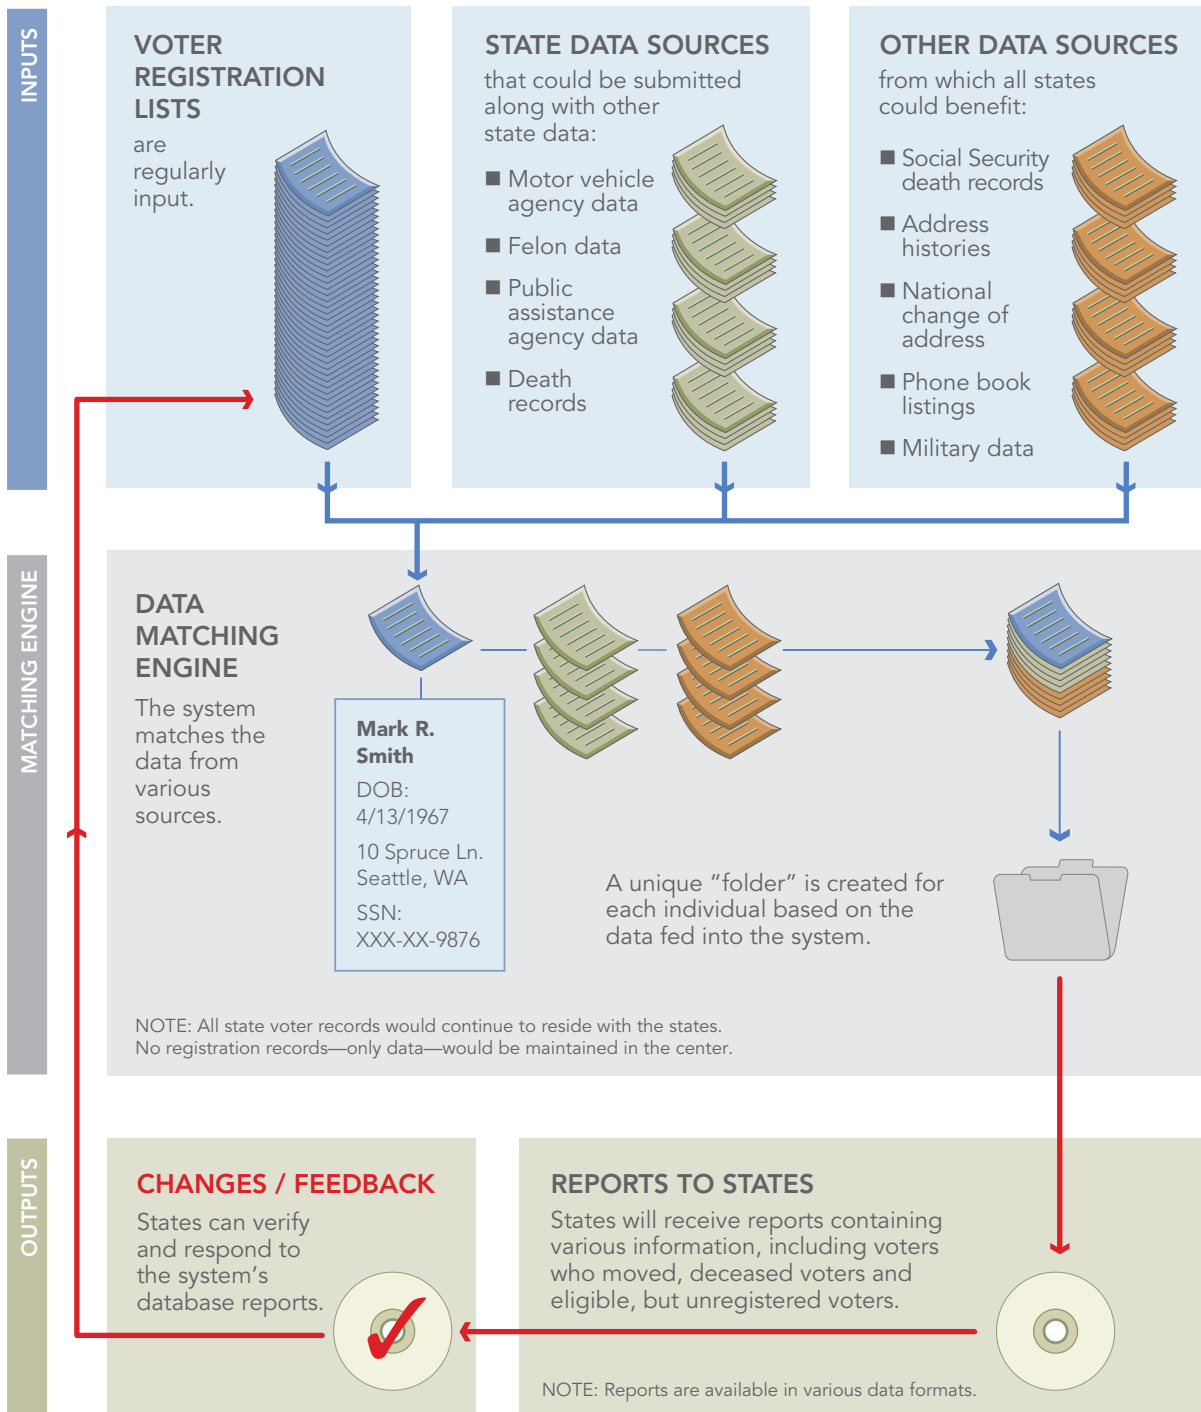 INPUTS
VOTER
REGISTRATION
LISTS
are
regularly
input.
STATE DATA SOURCES
that could be submitted
along with other
state data:
■ Motor vehicle
agency data
■ Felon data
■ Public
assistance
agency data
■ Death
records
OTHER DATA SOURCES
from which all states
could benefit:
■ Social Security
death records
■ Address
histories
■ National
change of
address
■ Phone book
listings
■ Military data
MATCHING ENGINE
DATA
MATCHING
ENGINE
The system
matches the
data from
various
sources.
Mark R.
Smith
DOB:
4/13/1967
10 Spruce Ln.
Seattle, WA
SSN:
XXX-XX-9876
A unique “folder” is created for
each individual based on the
data fed into the system.
NOTE: All state voter records would continue to reside with the states.
No registration records—only data—would be maintained in the center.
OUTPUTS
CHANGES / FEEDBACK
States can verify
and respond to
the system’s
database reports.
REPORTS TO STATES
States will receive reports containing
various information, including voters
who moved, deceased voters and
eligible, but unregistered voters.
NOTE: Reports are available in various data formats.